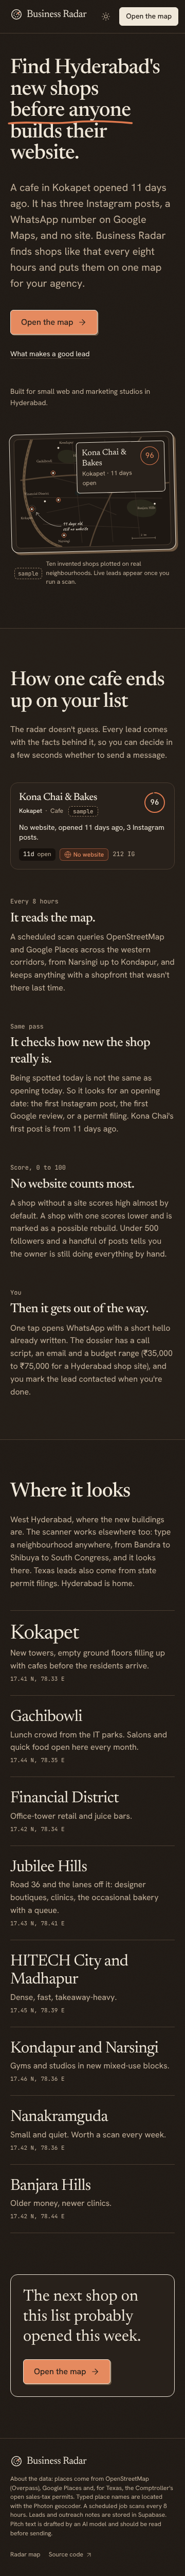 Business Radar
Open the map
Find Hyderabad's
new shops
before anyone
builds their
website.
A cafe in Kokapet opened 11 days
ago. It has three Instagram posts, a
WhatsApp number on Google
Maps, and no site. Business Radar
finds shops like that every eight
hours and puts them on one map
for your agency.
Open the map →
What makes a good lead
Built for small web and marketing studios in
Hyderabad.
Kona Chai &
Bakes
Kokapet · 11 days
open
96
11 days old
still no website
sample
Ten invented shops plotted on real
neighbourhoods. Live leads appear once you
run a scan.
How one cafe ends
up on your list
The radar doesn't guess. Every lead comes
with the facts behind it, so you can decide in
a few seconds whether to send a message.
Kona Chai & Bakes
Kokapet · Cafe sample
96
No website, opened 11 days ago, 3 Instagram
posts.
11d open
No website
212 IG
Every 8 hours
It reads the map.
A scheduled scan queries OpenStreetMap
and Google Places across the western
corridors, from Narsingi up to Kondapur, and
keeps anything with a shopfront that wasn't
there last time.
Same pass
It checks how new the shop
really is.
Being spotted today is not the same as
opening today. So it looks for an opening
date: the first Instagram post, the first
Google review, or a permit filing. Kona Chai's
first post is from 11 days ago.
Score, 0 to 100
No website counts most.
A shop without a site scores high almost by
default. A shop with one scores lower and is
marked as a possible rebuild. Under 500
followers and a handful of posts tells you
the owner is still doing everything by hand.
You
Then it gets out of the way.
One tap opens WhatsApp with a short hello
already written. The dossier has a call
script, an email and a budget range (₹35,000
to ₹75,000 for a Hyderabad shop site), and
you mark the lead contacted when you're
done.
Where it looks
West Hyderabad, where the new buildings
are. The scanner works elsewhere too: type
a neighbourhood anywhere, from Bandra to
Shibuya to South Congress, and it looks
there. Texas leads also come from state
permit filings. Hyderabad is home.
Kokapet
New towers, empty ground floors filling up
with cafes before the residents arrive.
17.41 N, 78.33 E
Gachibowli
Lunch crowd from the IT parks. Salons and
quick food open here every month.
17.44 N, 78.35 E
Financial District
Office-tower retail and juice bars.
17.42 N, 78.34 E
Jubilee Hills
Road 36 and the lanes off it: designer
boutiques, clinics, the occasional bakery
with a queue.
17.43 N, 78.41 E
HITECH City and
Madhapur
Dense, fast, takeaway-heavy.
17.45 N, 78.39 E
Kondapur and Narsingi
Gyms and studios in new mixed-use blocks.
17.46 N, 78.36 E
Nanakramguda
Small and quiet. Worth a scan every week.
17.42 N, 78.36 E
Banjara Hills
Older money, newer clinics.
17.42 N, 78.44 E
The next shop on
this list probably
opened this week.
Open the map →
Business Radar
About the data: places come from OpenStreetMap
(Overpass), Google Places and, for Texas, the Comptroller's
open sales-tax permits. Typed place names are located
with the Photon geocoder. A scheduled job scans every 8
hours. Leads and outreach notes are stored in Supabase.
Pitch text is drafted by an AI model and should be read
before sending.
Radar map
Source code ↗